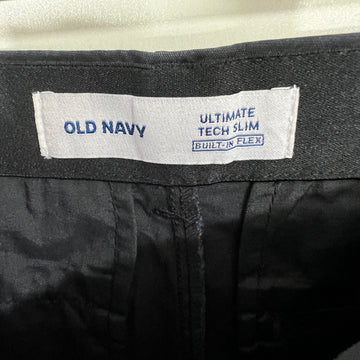 OLD NAVY
ULTIMATE
TECH SLIM
BUILT-IN FLEX